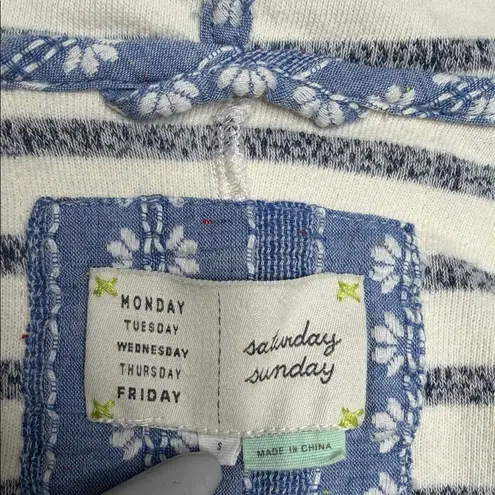 MONDAY
TUESDAY
WEDNESDAY
THURSDAY
FRIDAY
saturday
sunday
S
MADE IN CHINA